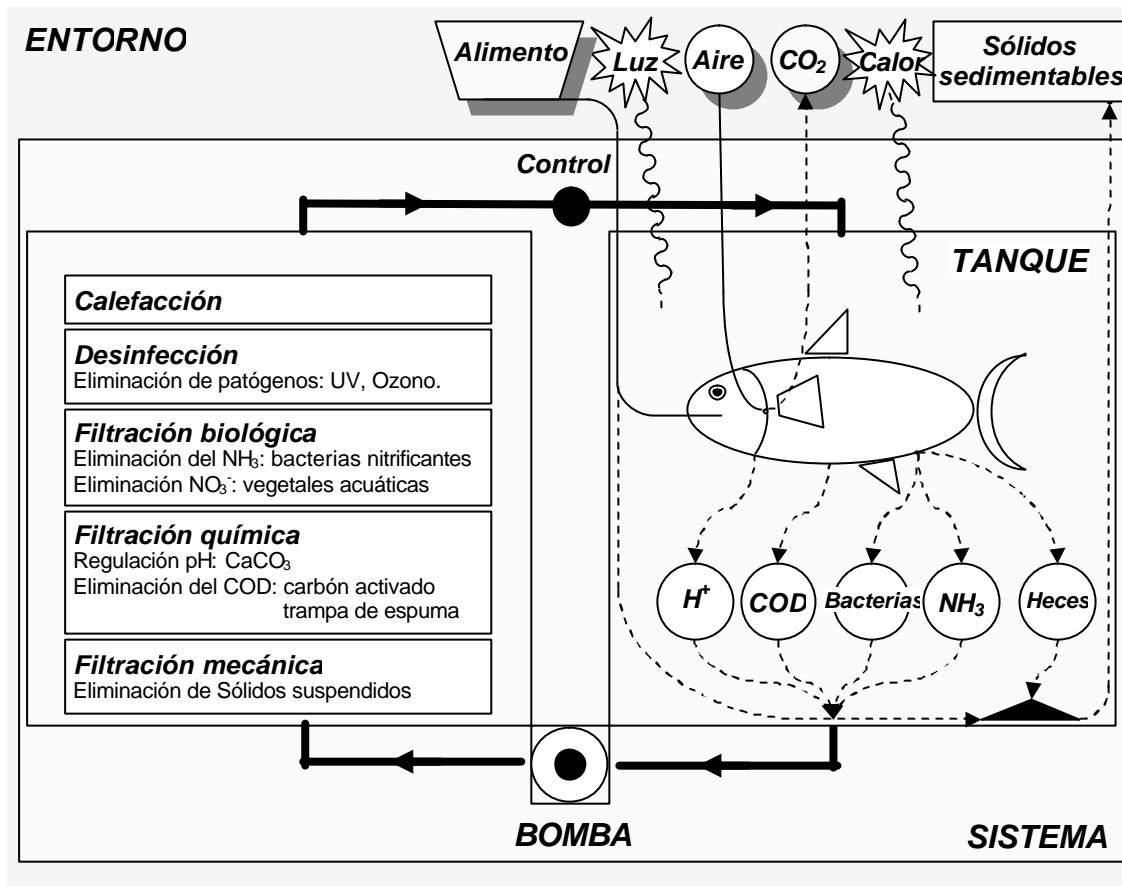 ENTORNO
Alimento
Luz
Aire
CO₂
Calor
Sólidos
sedimentables
Control
TANQUE
Calefacción
Desinfección
Eliminación de patógenos: UV, Ozono.
Filtración biológica
Eliminación del NH₃: bacterias nitrificantes
Eliminación NO₃⁻: vegetales acuáticas
Filtración química
Regulación pH: CaCO₃
Eliminación del COD: carbón activado
trampa de espuma
Filtración mecánica
Eliminación de Sólidos suspendidos
H⁺
COD
Bacterias
NH₃
Heces
BOMBA
SISTEMA